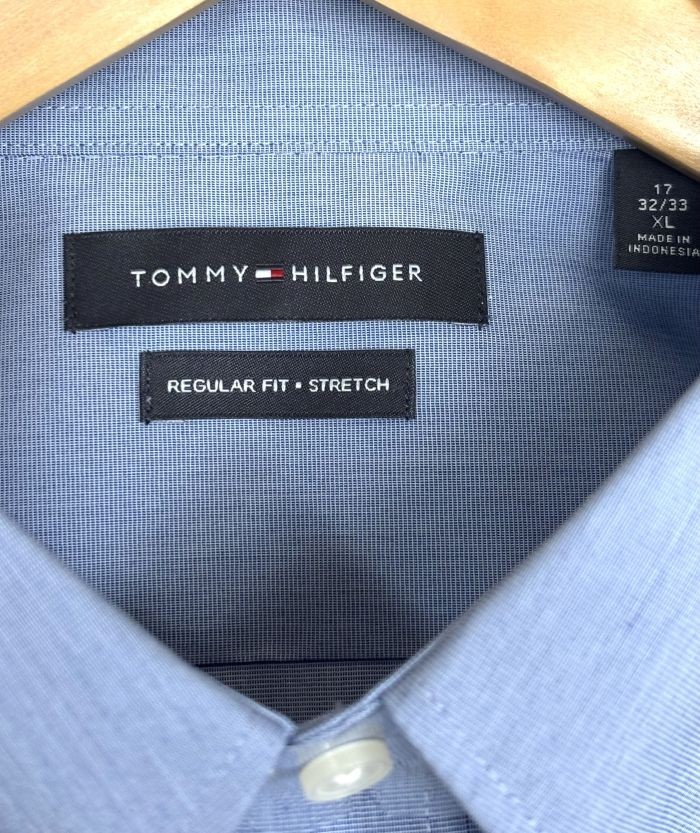 17
32/33
XL
MADE IN
INDONESIA
TOMMY HILFIGER
REGULAR FIT ▪ STRETCH